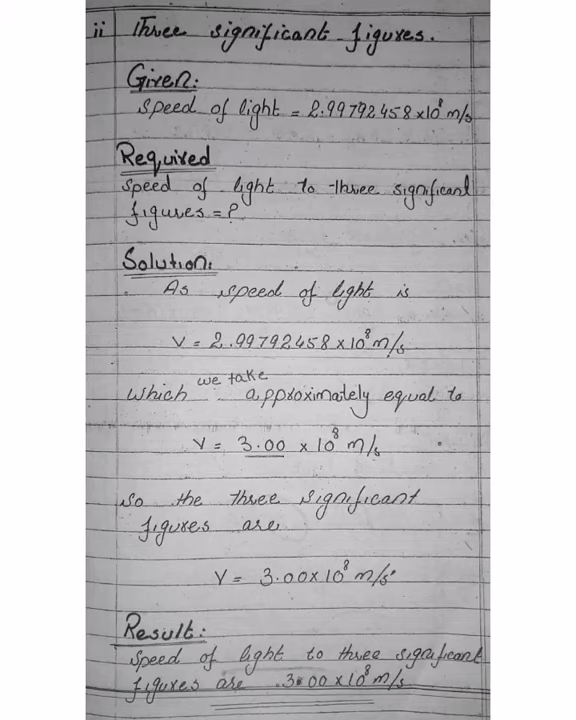 ii Three significant figures.
Given:
Speed of light = 2.99792458 × 10⁸ m/s
Required
Speed of light to three significant
figures = ?
Solution:
As speed of light is
V = 2.99792458 × 10⁸ m/s
which we take approximately equal to
V = 3.00 × 10⁸ m/s
so the three significant
figures are
V = 3.00 × 10⁸ m/s
Result:
Speed of light to three significant
figures are 3.00 × 10⁸ m/s